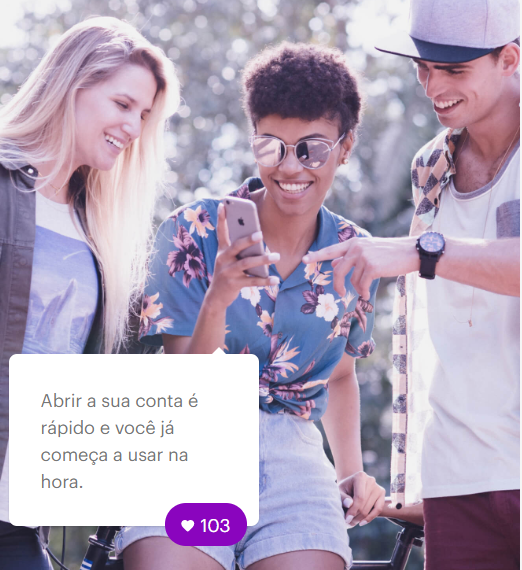 Abrir a sua conta é
rápido e você já
começa a usar na
hora.
103